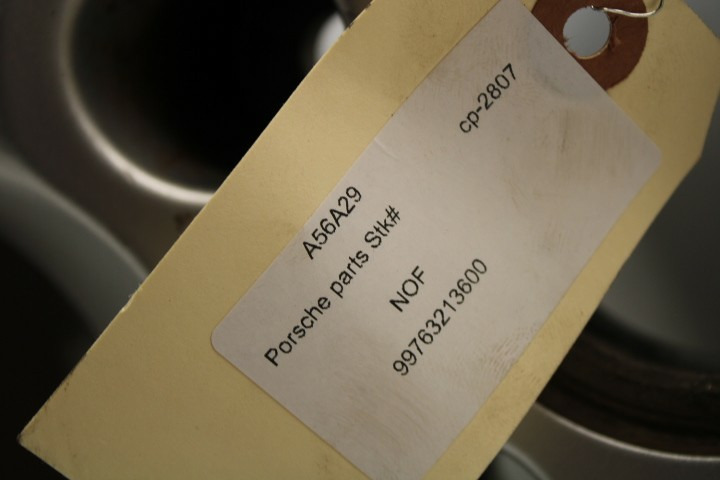 cp-2807
A56A29
Porsche parts Stk#
NOF
99763213600